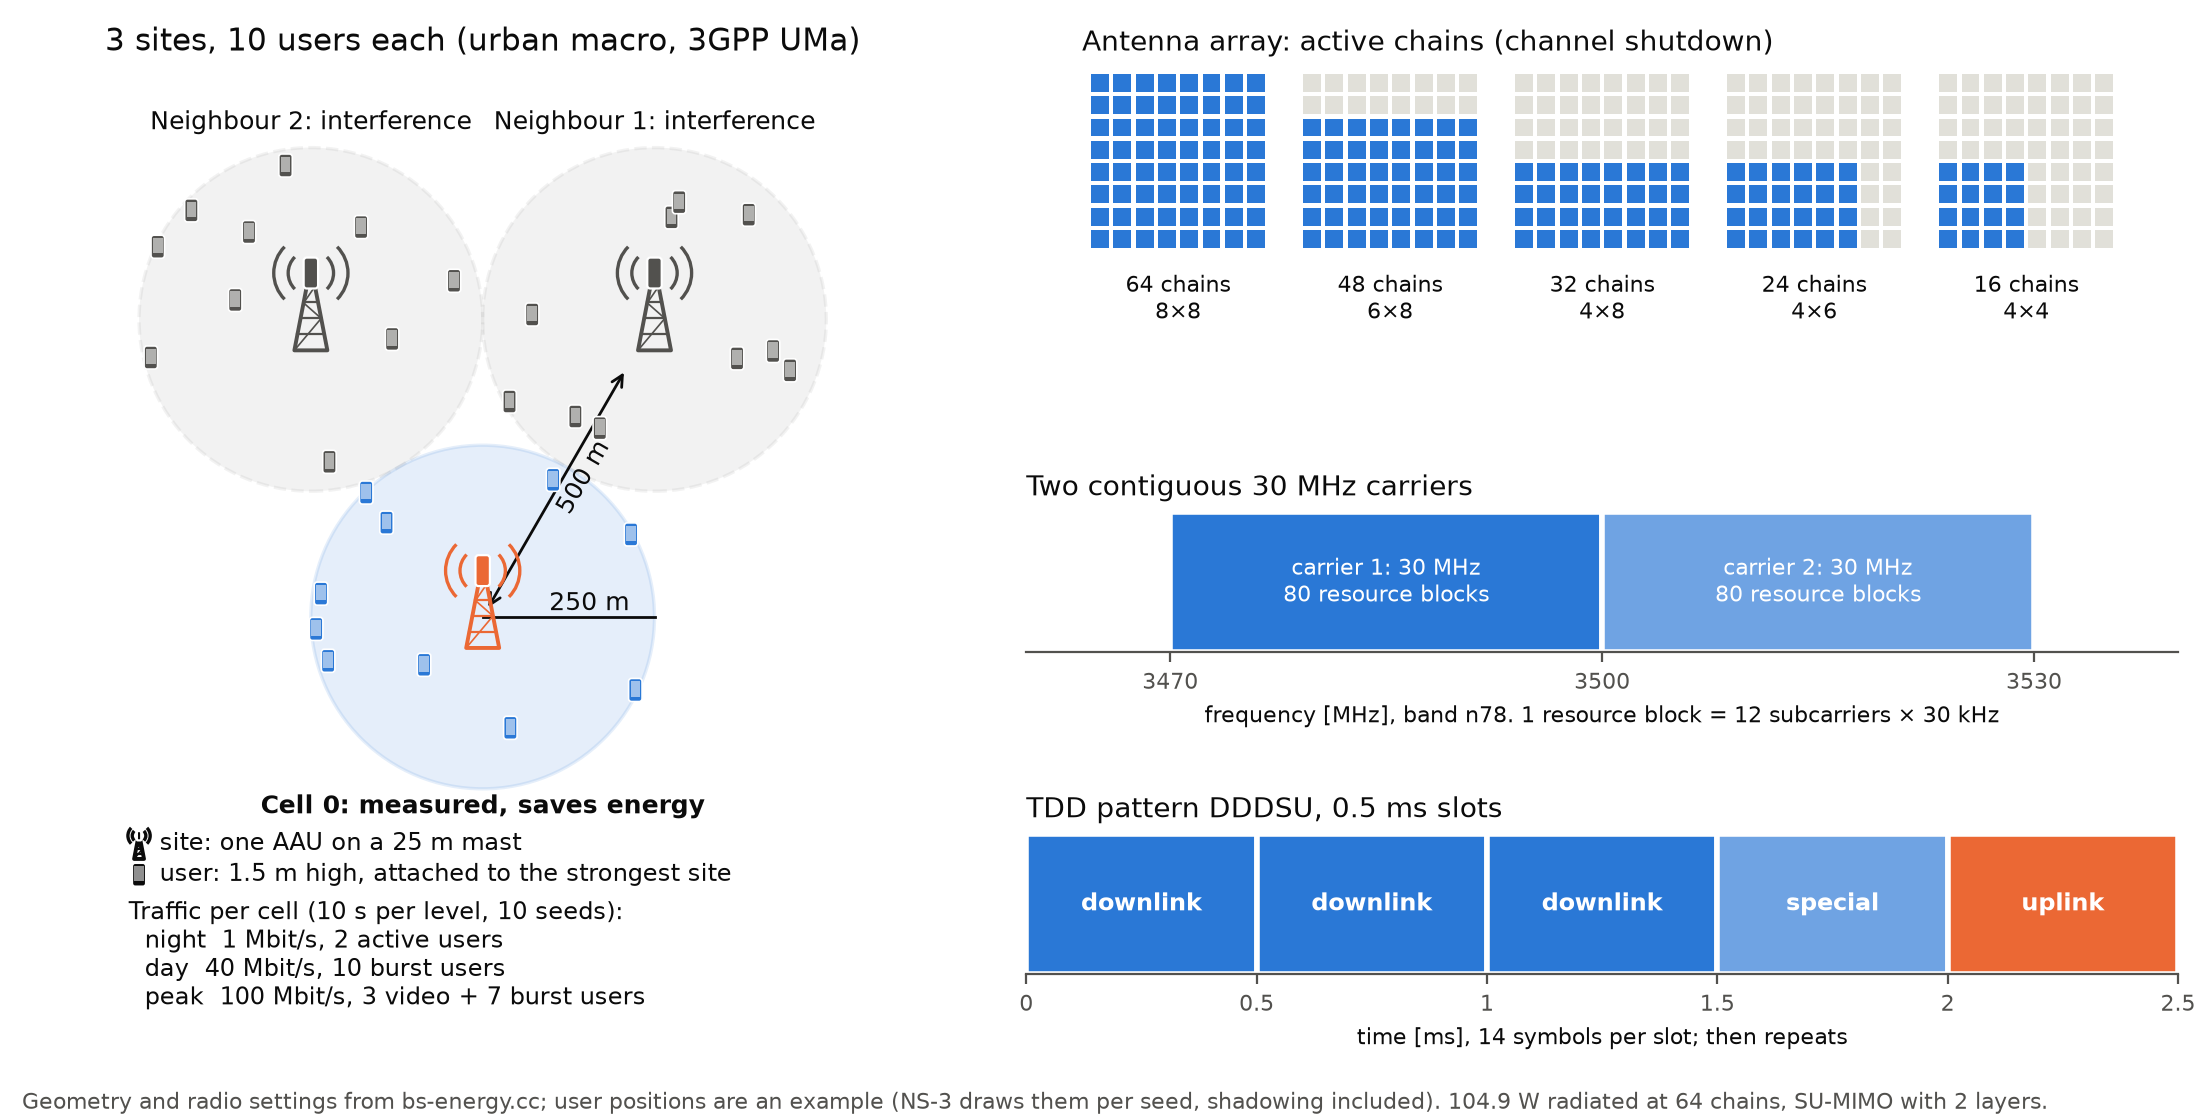 3 sites, 10 users each (urban macro, 3GPP UMa)
Neighbour 2: interference
Neighbour 1: interference
500 m
250 m
Cell 0: measured, saves energy
site: one AAU on a 25 m mast
user: 1.5 m high, attached to the strongest site
Traffic per cell (10 s per level, 10 seeds):
night 1 Mbit/s, 2 active users
day 40 Mbit/s, 10 burst users
peak 100 Mbit/s, 3 video + 7 burst users
Antenna array: active chains (channel shutdown)
64 chains
8×8
48 chains
6×8
32 chains
4×8
24 chains
4×6
16 chains
4×4
Two contiguous 30 MHz carriers
carrier 1: 30 MHz
80 resource blocks
carrier 2: 30 MHz
80 resource blocks
3470
3500
3530
frequency [MHz], band n78. 1 resource block = 12 subcarriers × 30 kHz
TDD pattern DDDSU, 0.5 ms slots
downlink
downlink
downlink
special
uplink
0
0.5
1
1.5
2
2.5
time [ms], 14 symbols per slot; then repeats
Geometry and radio settings from bs-energy.cc; user positions are an example (NS-3 draws them per seed, shadowing included). 104.9 W radiated at 64 chains, SU-MIMO with 2 layers.